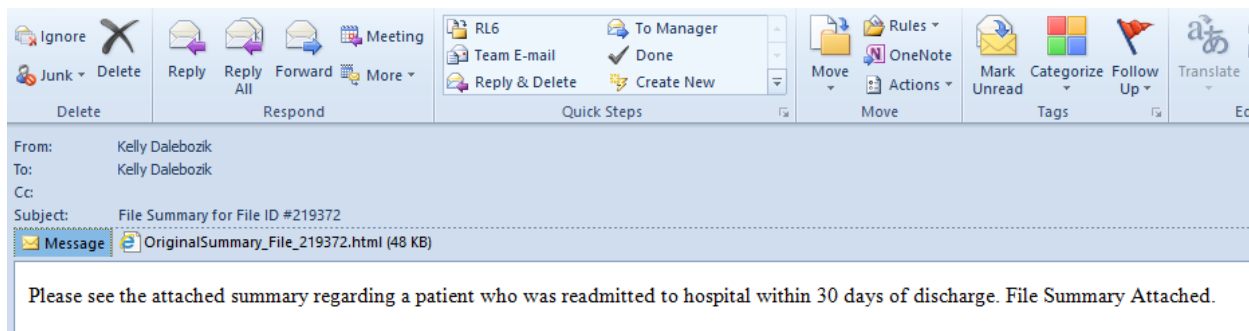 Ignore
Junk
Delete
Delete
Reply
Reply All
Forward
Meeting
More
Respond
RL6
Team E-mail
Reply & Delete
To Manager
Done
Create New
Quick Steps
Move
Rules
OneNote
Actions
Move
Mark Unread
Categorize
Follow Up
Tags
Translate
From: Kelly Dalebozik
To: Kelly Dalebozik
Cc:
Subject: File Summary for File ID #219372
Message OriginalSummary_File_219372.html (48 KB)
Please see the attached summary regarding a patient who was readmitted to hospital within 30 days of discharge. File Summary Attached.